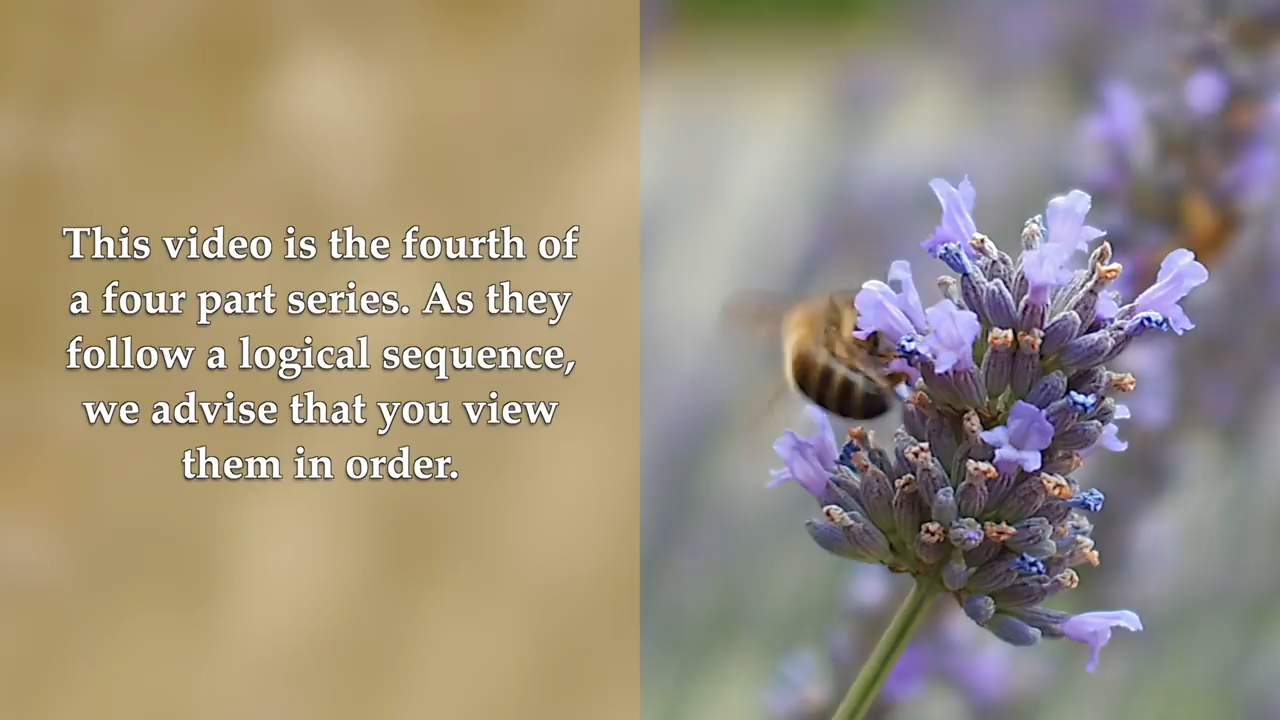 This video is the fourth of
a four part series. As they
follow a logical sequence,
we advise that you view
them in order.